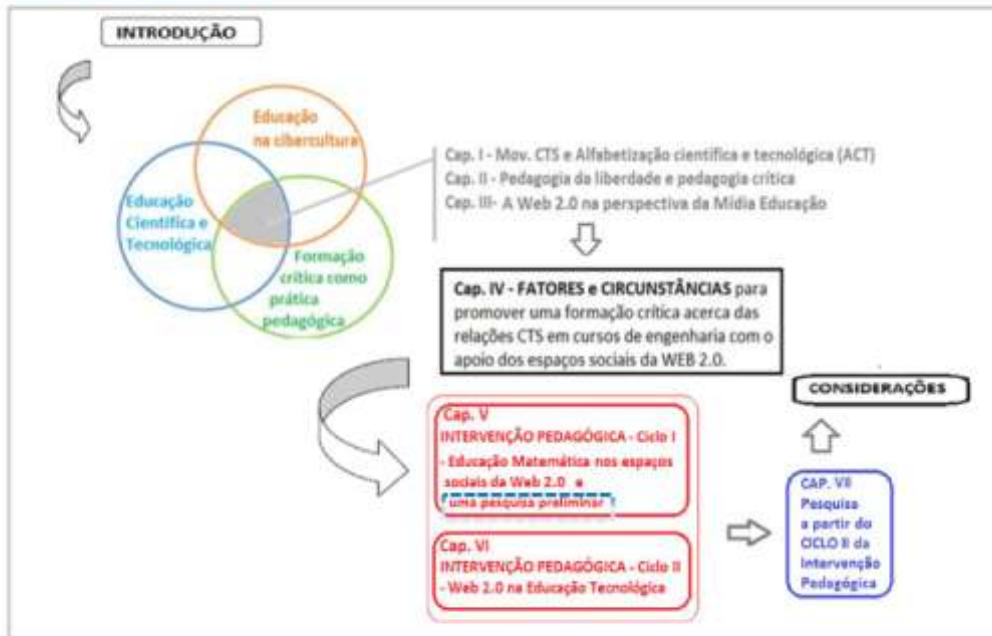 INTRODUÇÃO
Educação
na cibercultura
Educação
Científica e
Tecnológica
Formação
crítica como
prática
pedagógica
Cap. I - Mov. CTS e Alfabetização científica e tecnológica (ACT)
Cap. II - Pedagogia da liberdade e pedagogia crítica
Cap. III- A Web 2.0 na perspectiva da Mídia Educação
Cap. IV - FATORES e CIRCUNSTÂNCIAS para
promover uma formação crítica acerca das
relações CTS em cursos de engenharia com o
apoio dos espaços sociais da WEB 2.0.
Cap. V
INTERVENÇÃO PEDAGÓGICA - Ciclo I
- Educação Matemática nos espaços
sociais da Web 2.0 e
uma pesquisa preliminar
Cap. VI
INTERVENÇÃO PEDAGÓGICA - Ciclo II
- Web 2.0 na Educação Tecnológica
CAP. VII
Pesquisa
a partir do
CICLO II da
Intervenção
Pedagógica
CONSIDERAÇÕES